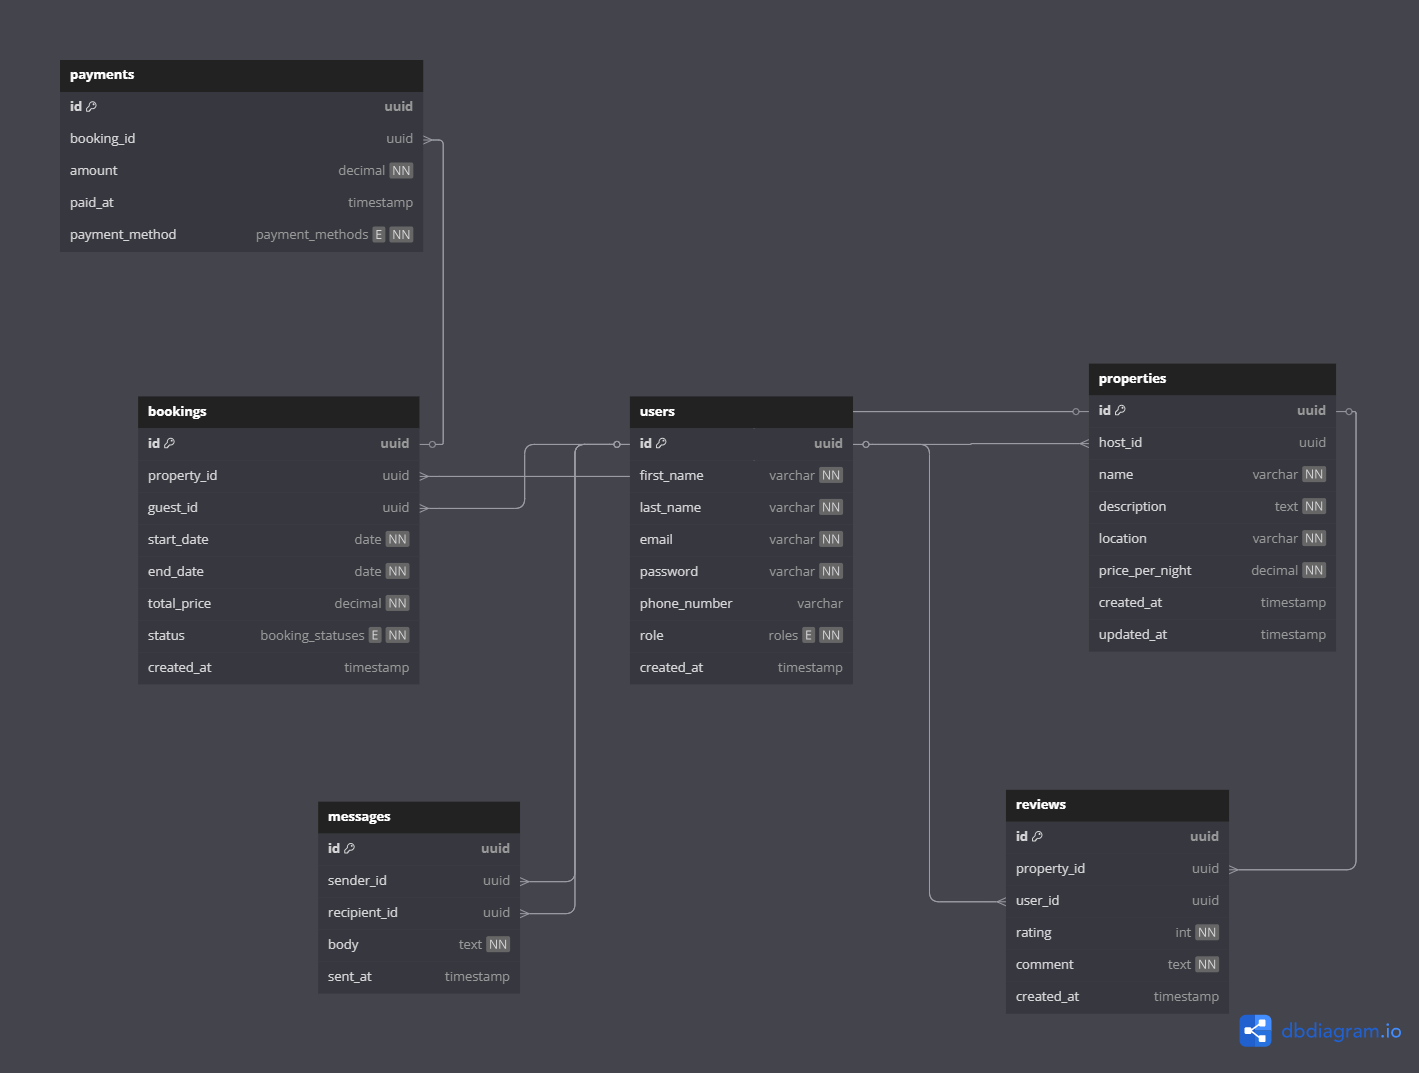 payments
id uuid
booking_id uuid
amount decimal NN
paid_at timestamp
payment_method payment_methods E NN
bookings
id uuid
property_id uuid
guest_id uuid
start_date date NN
end_date date NN
total_price decimal NN
status booking_statuses E NN
created_at timestamp
users
id uuid
first_name varchar NN
last_name varchar NN
email varchar NN
password varchar NN
phone_number varchar
role roles E NN
created_at timestamp
properties
id uuid
host_id uuid
name varchar NN
description text NN
location varchar NN
price_per_night decimal NN
created_at timestamp
updated_at timestamp
messages
id uuid
sender_id uuid
recipient_id uuid
body text NN
sent_at timestamp
reviews
id uuid
property_id uuid
user_id uuid
rating int NN
comment text NN
created_at timestamp
dbdiagram.io